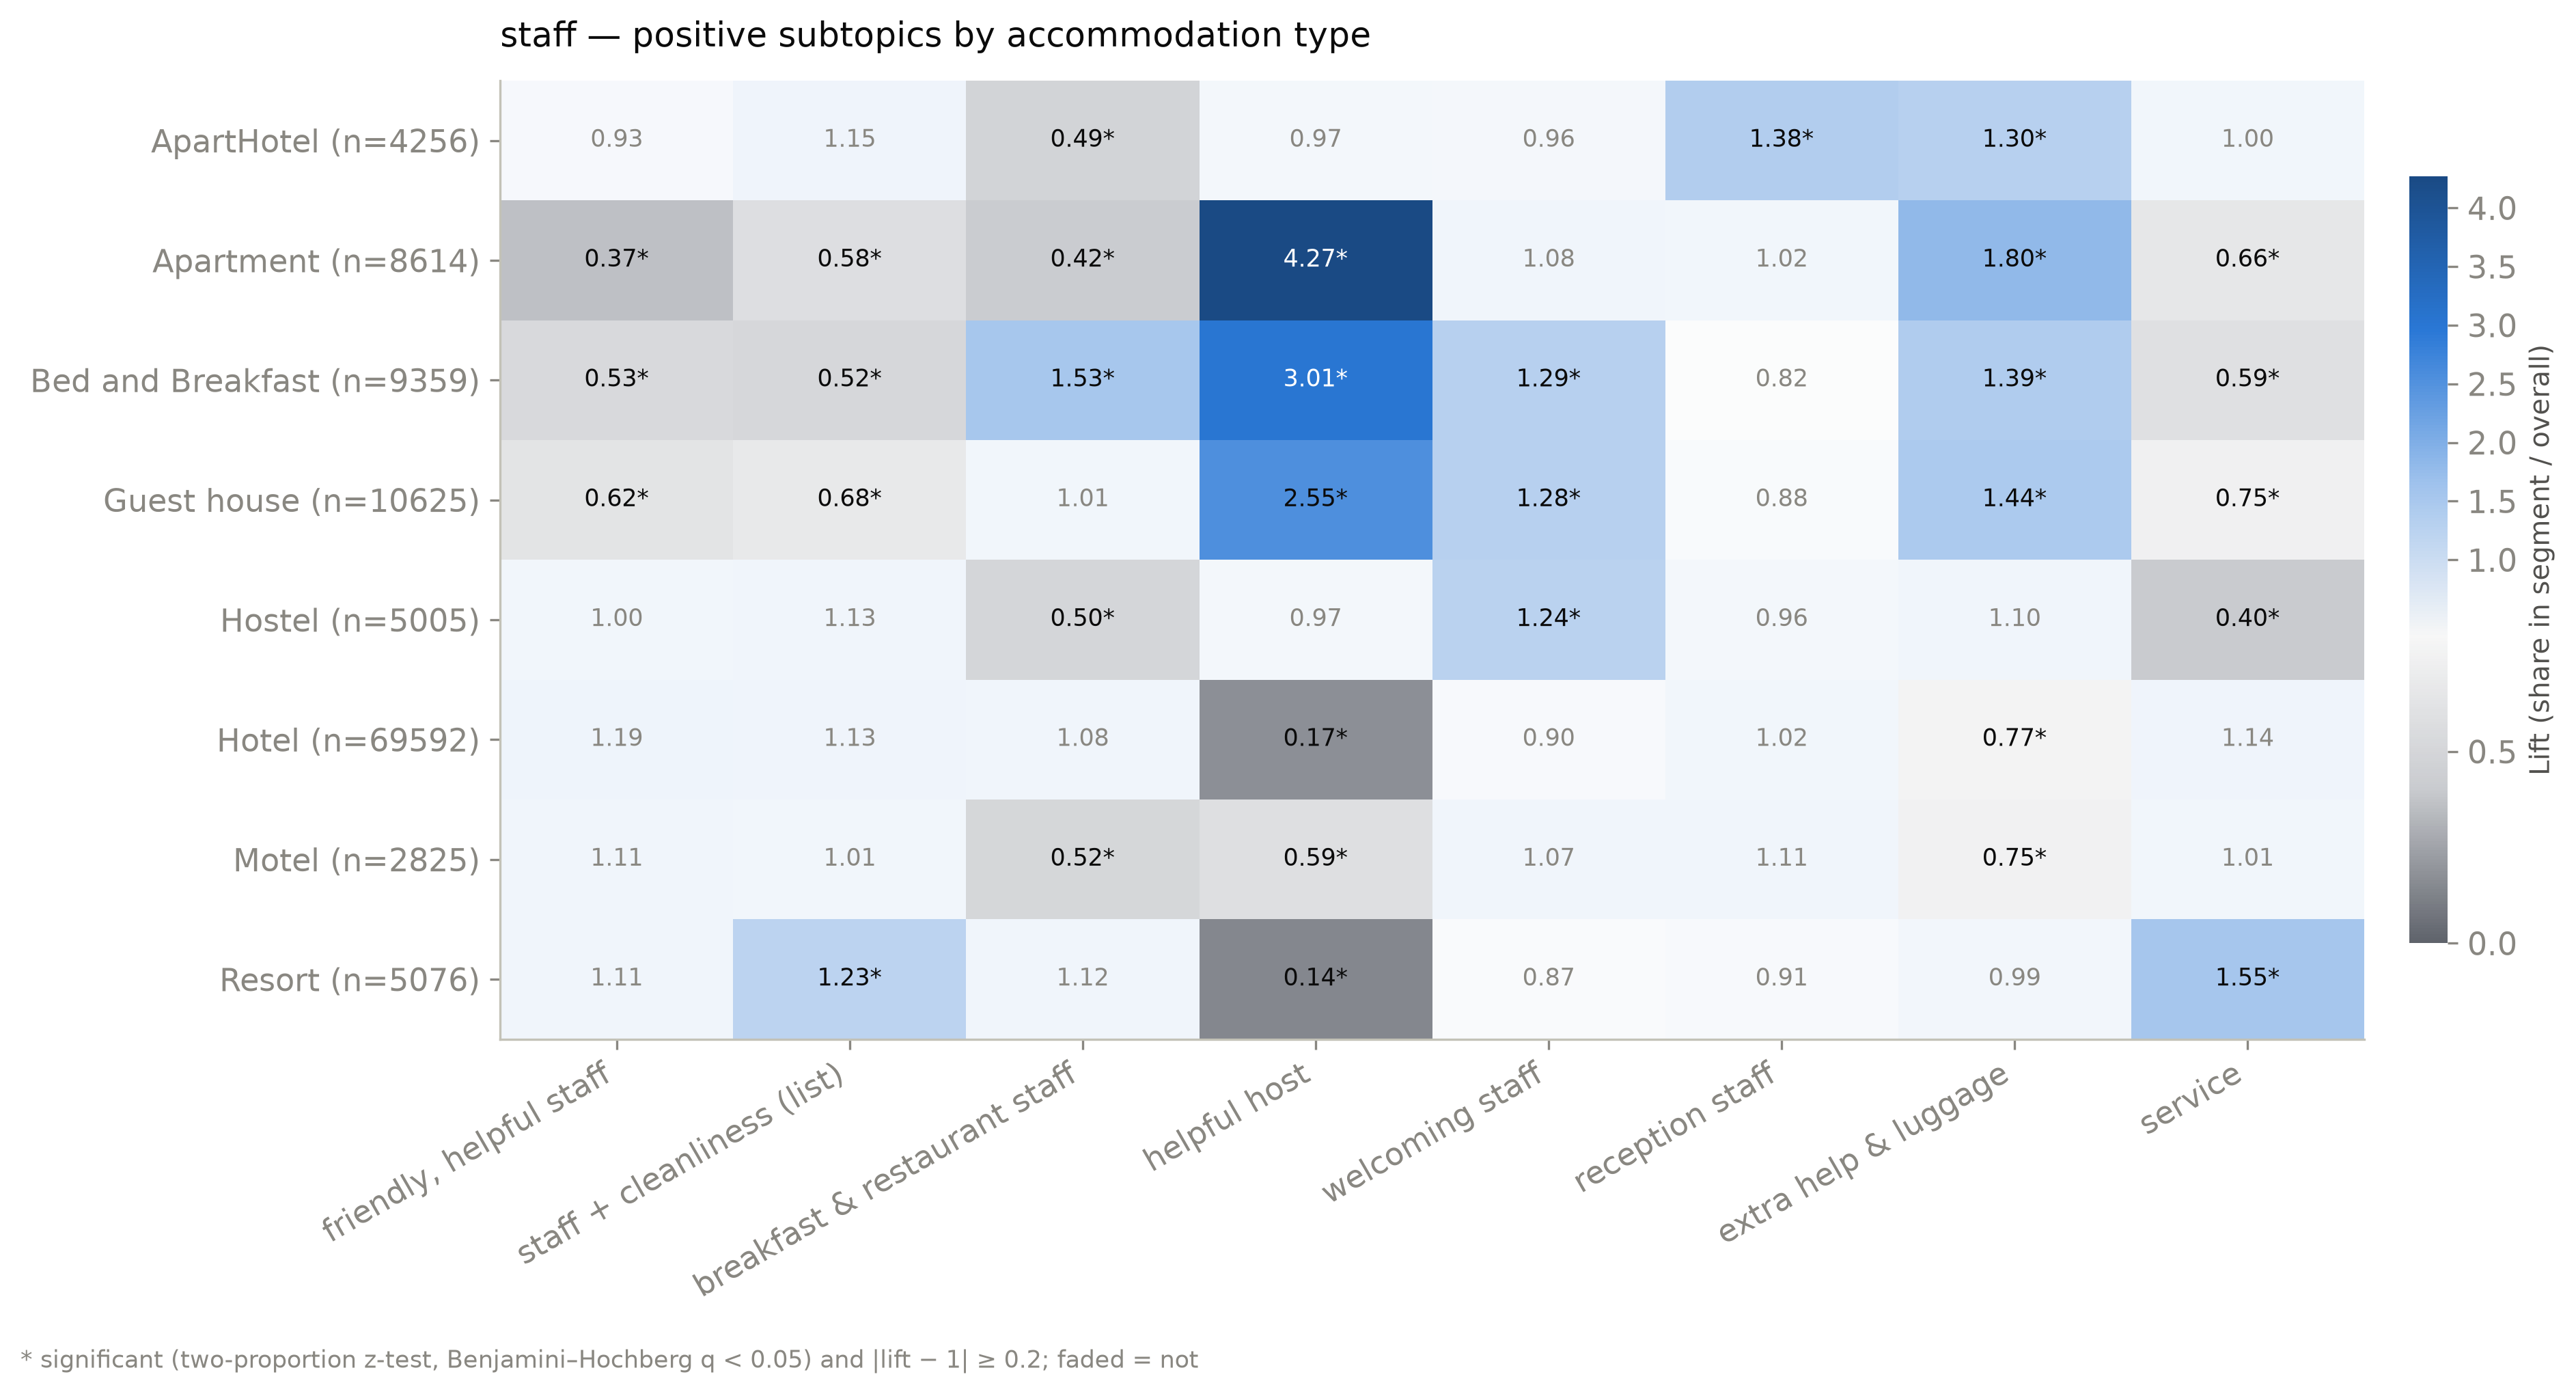 staff — positive subtopics by accommodation type
ApartHotel (n=4256) 0.93 1.15 0.49* 0.97 0.96 1.38* 1.30* 1.00
Apartment (n=8614) 0.37* 0.58* 0.42* 4.27* 1.08 1.02 1.80* 0.66*
Bed and Breakfast (n=9359) 0.53* 0.52* 1.53* 3.01* 1.29* 0.82 1.39* 0.59*
Guest house (n=10625) 0.62* 0.68* 1.01 2.55* 1.28* 0.88 1.44* 0.75*
Hostel (n=5005) 1.00 1.13 0.50* 0.97 1.24* 0.96 1.10 0.40*
Hotel (n=69592) 1.19 1.13 1.08 0.17* 0.90 1.02 0.77* 1.14
Motel (n=2825) 1.11 1.01 0.52* 0.59* 1.07 1.11 0.75* 1.01
Resort (n=5076) 1.11 1.23* 1.12 0.14* 0.87 0.91 0.99 1.55*
friendly, helpful staff
staff + cleanliness (list)
breakfast & restaurant staff
helpful host
welcoming staff
reception staff
extra help & luggage
service
4.0
3.5
3.0
2.5
2.0
1.5
1.0
0.5
0.0
Lift (share in segment / overall)
* significant (two-proportion z-test, Benjamini–Hochberg q < 0.05) and |lift − 1| ≥ 0.2; faded = not